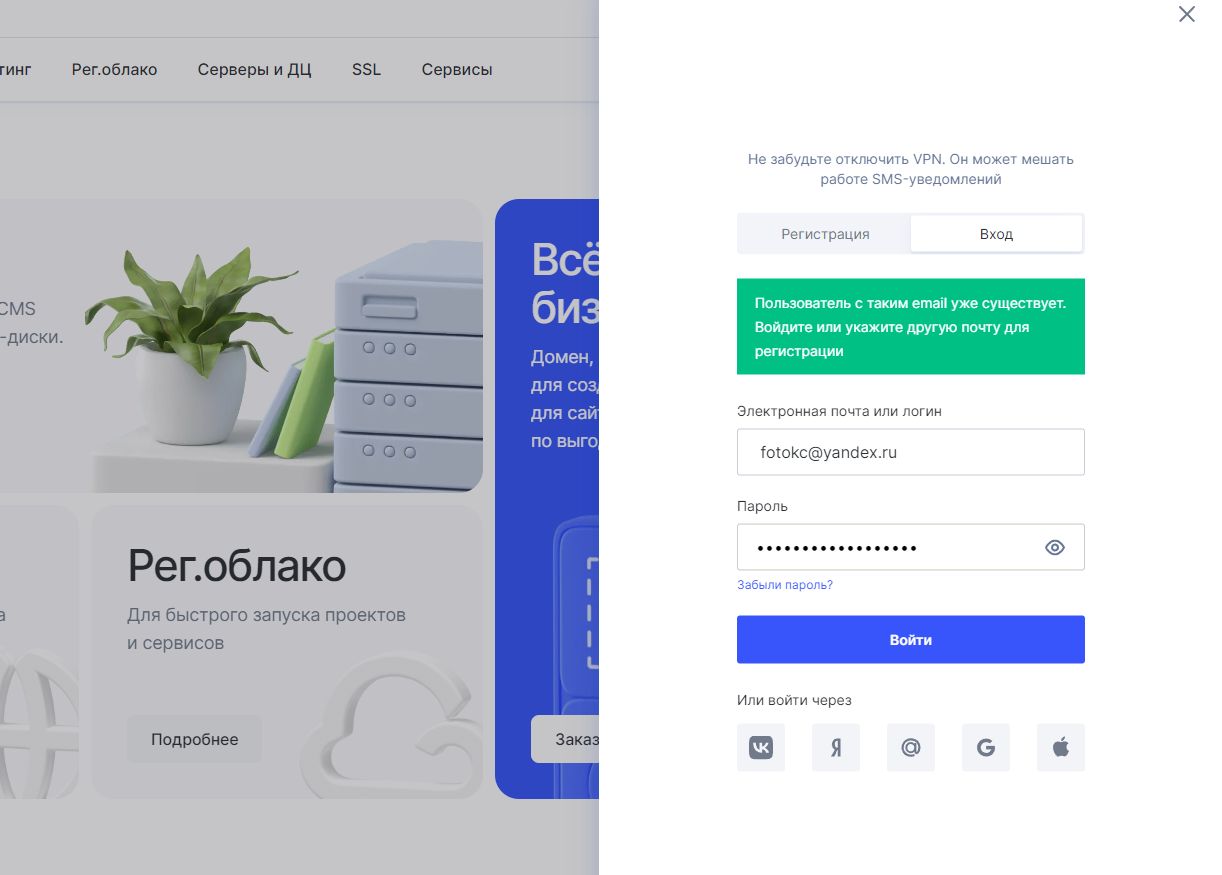 тинг
Рег.облако
Серверы и ДЦ
SSL
Сервисы
CMS
-диски.
Всё
биз
Домен,
для соз
для сай
по выго
Заказ
Рег.облако
Для быстрого запуска проектов
и сервисов
Подробнее
а
Не забудьте отключить VPN. Он может мешать
работе SMS-уведомлений
Регистрация
Вход
Пользователь с таким email уже существует.
Войдите или укажите другую почту для
регистрации
Электронная почта или логин
fotokc@yandex.ru
Пароль
••••••••••••••••••
Забыли пароль?
Войти
Или войти через